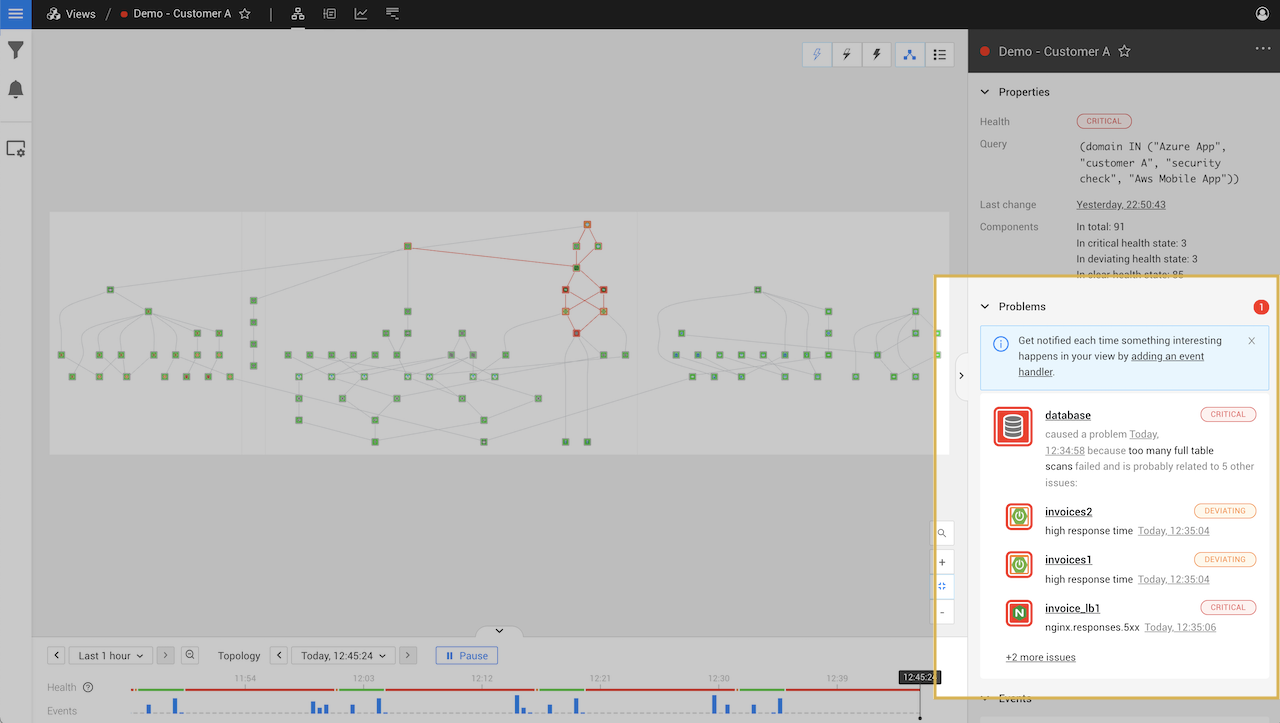 Views / Demo - Customer A
Demo - Customer A
Properties
Health CRITICAL
Query (domain IN ("Azure App",
"customer A", "security
check", "Aws Mobile App"))
Last change Yesterday, 22:50:43
Components In total: 91
In critical health state: 3
In deviating health state: 3
In clear health state: 85
Problems 1
Get notified each time something interesting
happens in your view by adding an event
handler.
database CRITICAL
caused a problem Today,
12:34:58 because too many full table
scans failed and is probably related to 5 other
issues:
invoices2 DEVIATING
high response time Today, 12:35:04
invoices1 DEVIATING
high response time Today, 12:35:04
invoice_lb1 CRITICAL
nginx.responses.5xx Today, 12:35:06
+2 more issues
Events
Last 1 hour Topology Today, 12:45:24 Pause
11:54 12:03 12:12 12:21 12:30 12:39 12:45:24
Health
Events